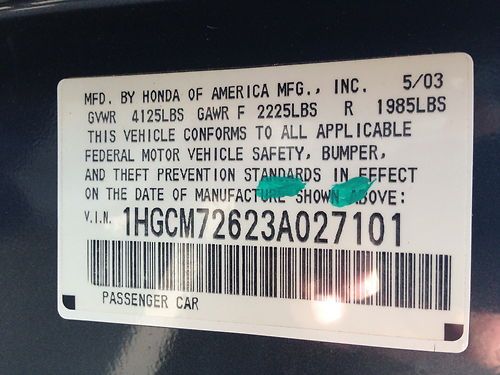 MFD. BY HONDA OF AMERICA MFG., INC. 5/03
GVWR 4125LBS GAWR F 2225LBS R 1985LBS
THIS VEHICLE CONFORMS TO ALL APPLICABLE
FEDERAL MOTOR VEHICLE SAFETY, BUMPER,
AND THEFT PREVENTION STANDARDS IN EFFECT
ON THE DATE OF MANUFACTURE SHOWN ABOVE:
V.I.N. 1HGCM72623A027101
PASSENGER CAR